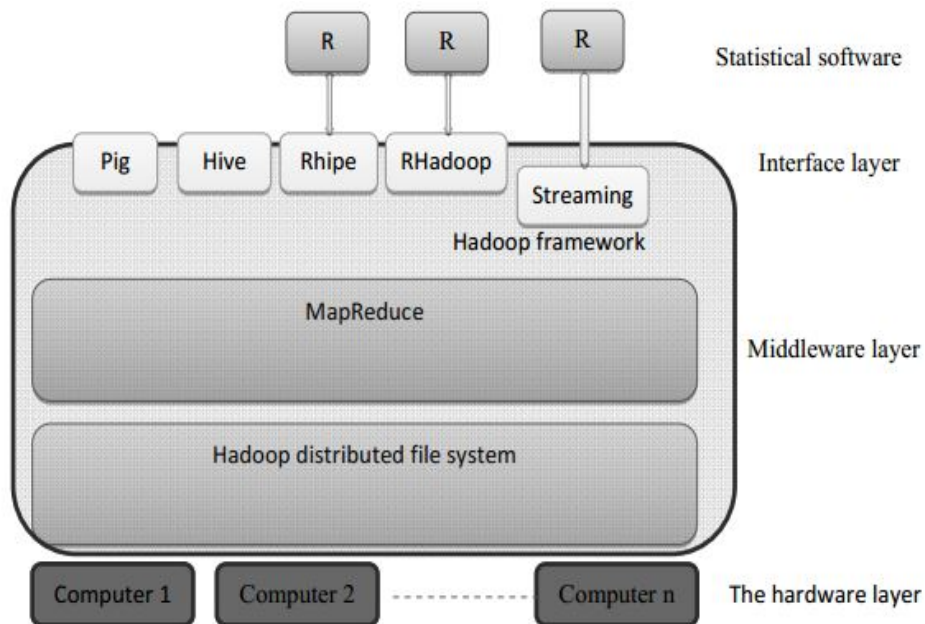 R
R
R
Statistical software
Pig
Hive
Rhipe
RHadoop
Interface layer
Streaming
Hadoop framework
MapReduce
Middleware layer
Hadoop distributed file system
Computer 1
Computer 2
Computer n
The hardware layer